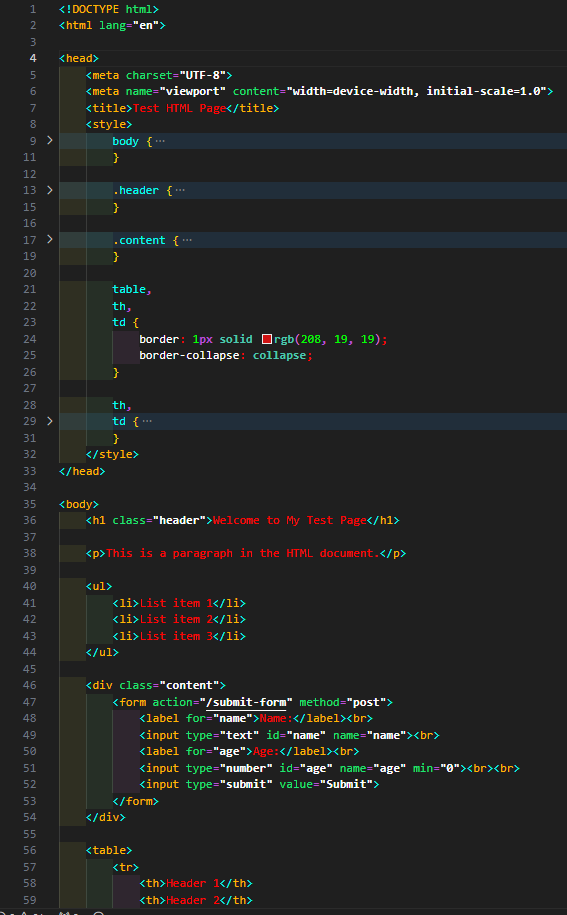 1 <!DOCTYPE html>
2 <html lang="en">
3
4 <head>
5 <meta charset="UTF-8">
6 <meta name="viewport" content="width=device-width, initial-scale=1.0">
7 <title>Test HTML Page</title>
8 <style>
9 body {···
11 }
12
13 .header {···
15 }
16
17 .content {···
19 }
20
21 table,
22 th,
23 td {
24 border: 1px solid rgb(208, 19, 19);
25 border-collapse: collapse;
26 }
27
28 th,
29 td {···
31 }
32 </style>
33 </head>
34
35 <body>
36 <h1 class="header">Welcome to My Test Page</h1>
37
38 <p>This is a paragraph in the HTML document.</p>
39
40 <ul>
41 <li>List item 1</li>
42 <li>List item 2</li>
43 <li>List item 3</li>
44 </ul>
45
46 <div class="content">
47 <form action="/submit-form" method="post">
48 <label for="name">Name:</label><br>
49 <input type="text" id="name" name="name"><br>
50 <label for="age">Age:</label><br>
51 <input type="number" id="age" name="age" min="0"><br><br>
52 <input type="submit" value="Submit">
53 </form>
54 </div>
55
56 <table>
57 <tr>
58 <th>Header 1</th>
59 <th>Header 2</th>